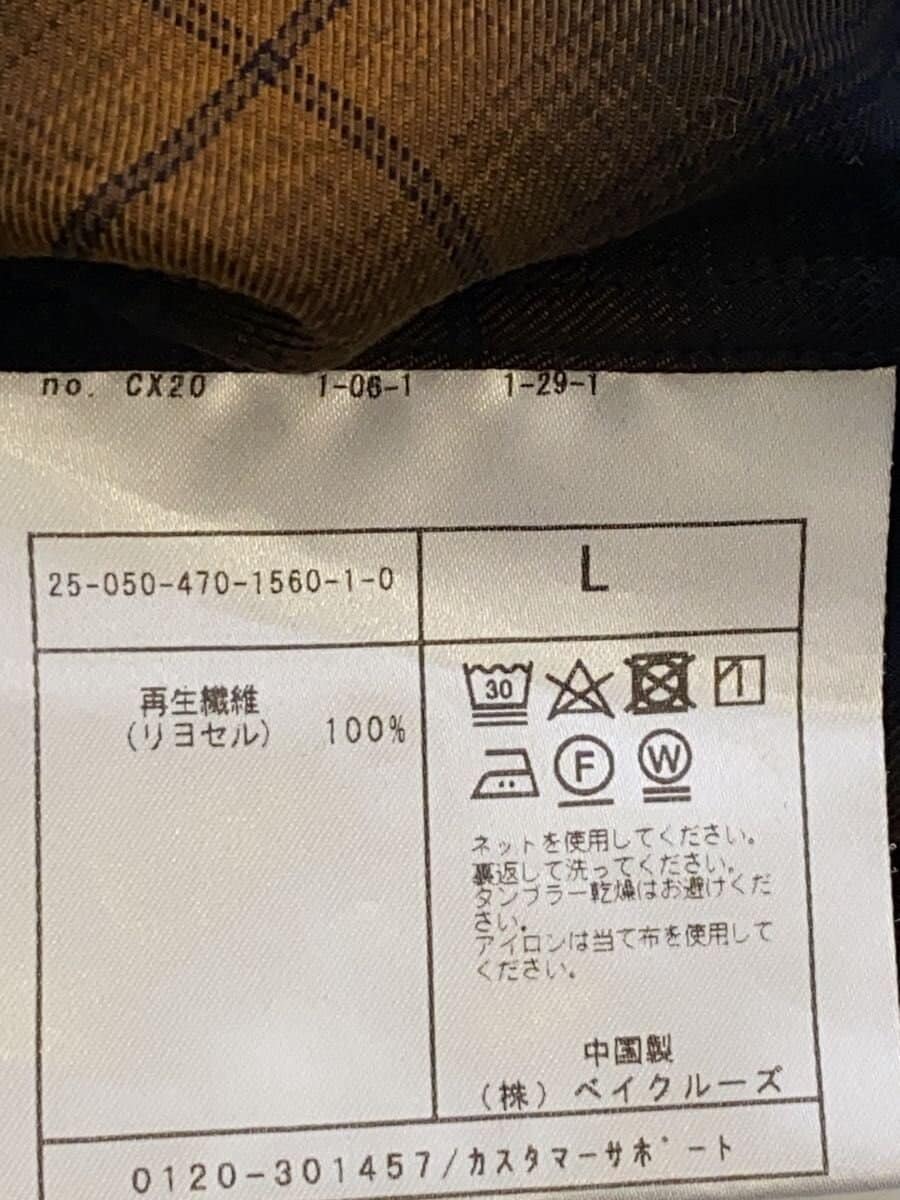 no. CX20 1-06-1 1-29-1
25-050-470-1560-1-0
L
再生繊維
(リヨセル) 100%
30
F
W
ネットを使用してください。
裏返して洗ってください。
タンブラー乾燥はお避けくだ
さい。
アイロンは当て布を使用して
ください。
中国製
(株)ベイクルーズ
0120-301457/カスタマーサポート